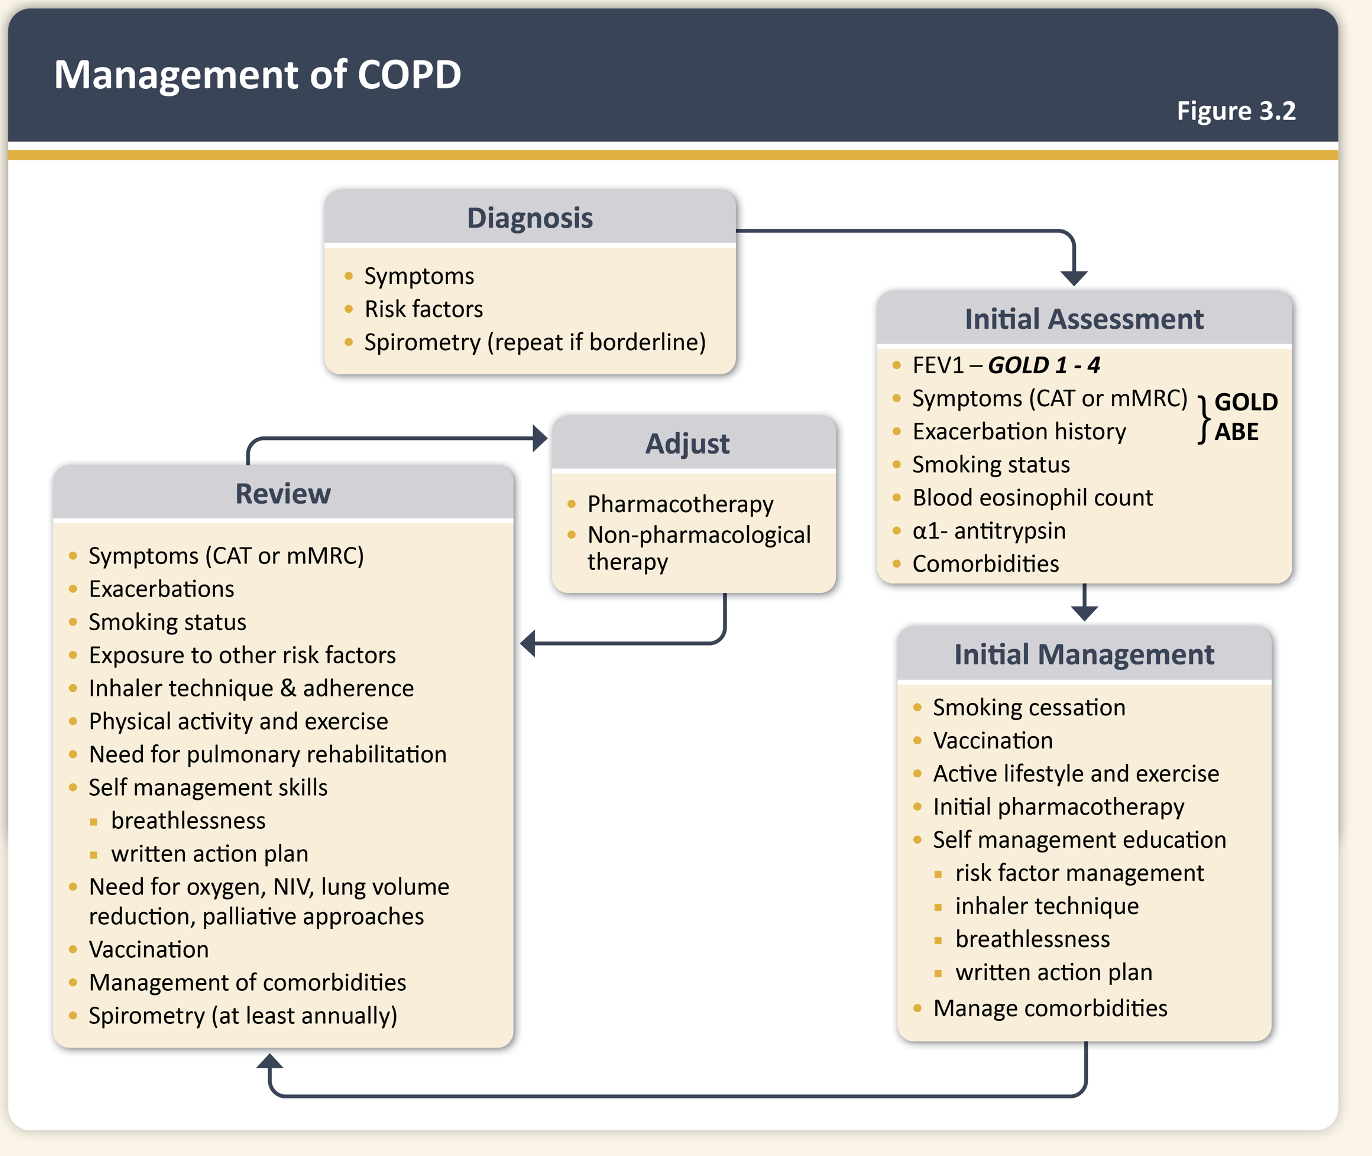 Management of COPD
Figure 3.2
Diagnosis
• Symptoms
• Risk factors
• Spirometry (repeat if borderline)
Initial Assessment
• FEV1 – GOLD 1 - 4
• Symptoms (CAT or mMRC)
• Exacerbation history
} GOLD
ABE
• Smoking status
• Blood eosinophil count
• α1- antitrypsin
• Comorbidities
Initial Management
• Smoking cessation
• Vaccination
• Active lifestyle and exercise
• Initial pharmacotherapy
• Self management education
▪ risk factor management
▪ inhaler technique
▪ breathlessness
▪ written action plan
• Manage comorbidities
Review
• Symptoms (CAT or mMRC)
• Exacerbations
• Smoking status
• Exposure to other risk factors
• Inhaler technique & adherence
• Physical activity and exercise
• Need for pulmonary rehabilitation
• Self management skills
▪ breathlessness
▪ written action plan
• Need for oxygen, NIV, lung volume
reduction, palliative approaches
• Vaccination
• Management of comorbidities
• Spirometry (at least annually)
Adjust
• Pharmacotherapy
• Non-pharmacological
therapy